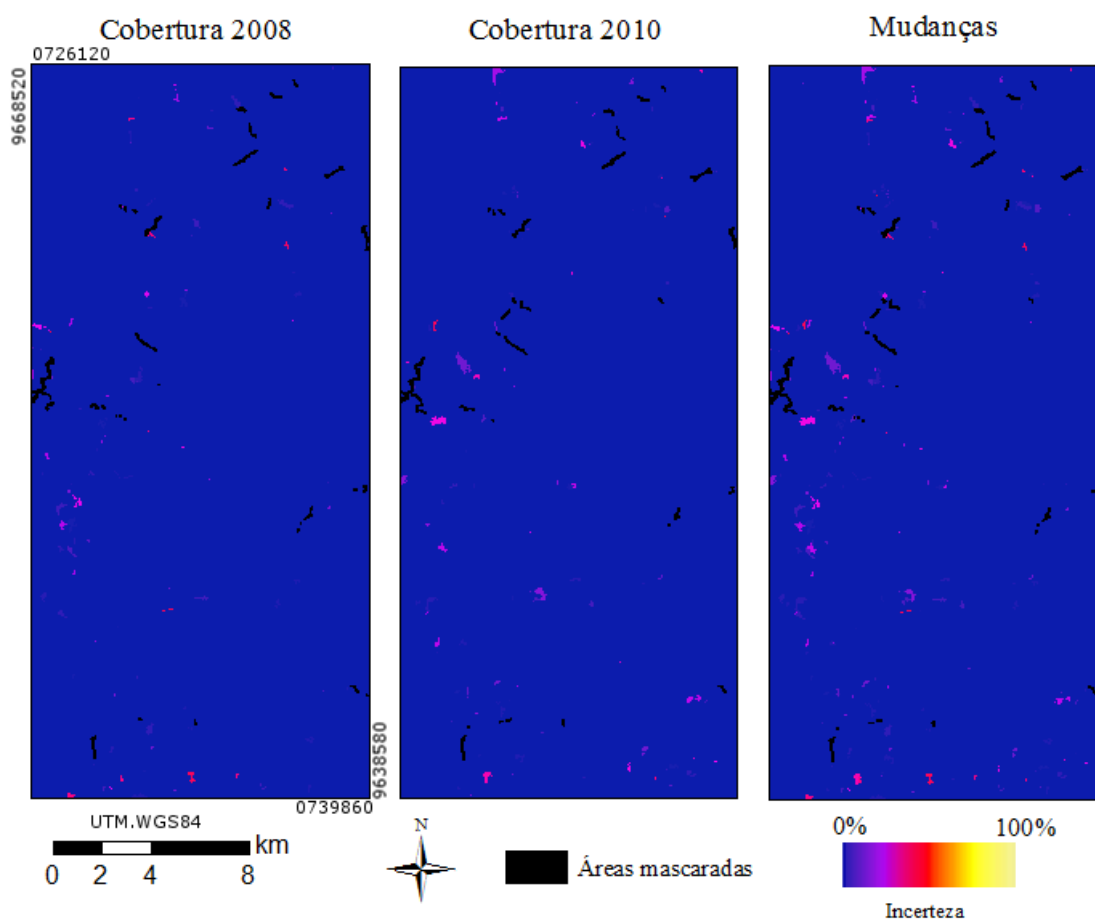 Cobertura 2008
Cobertura 2010
Mudanças
0726120
9668520
9638580
0739860
UTM.WGS84
km
0 2 4 8
N
Áreas mascaradas
0% 100%
Incerteza